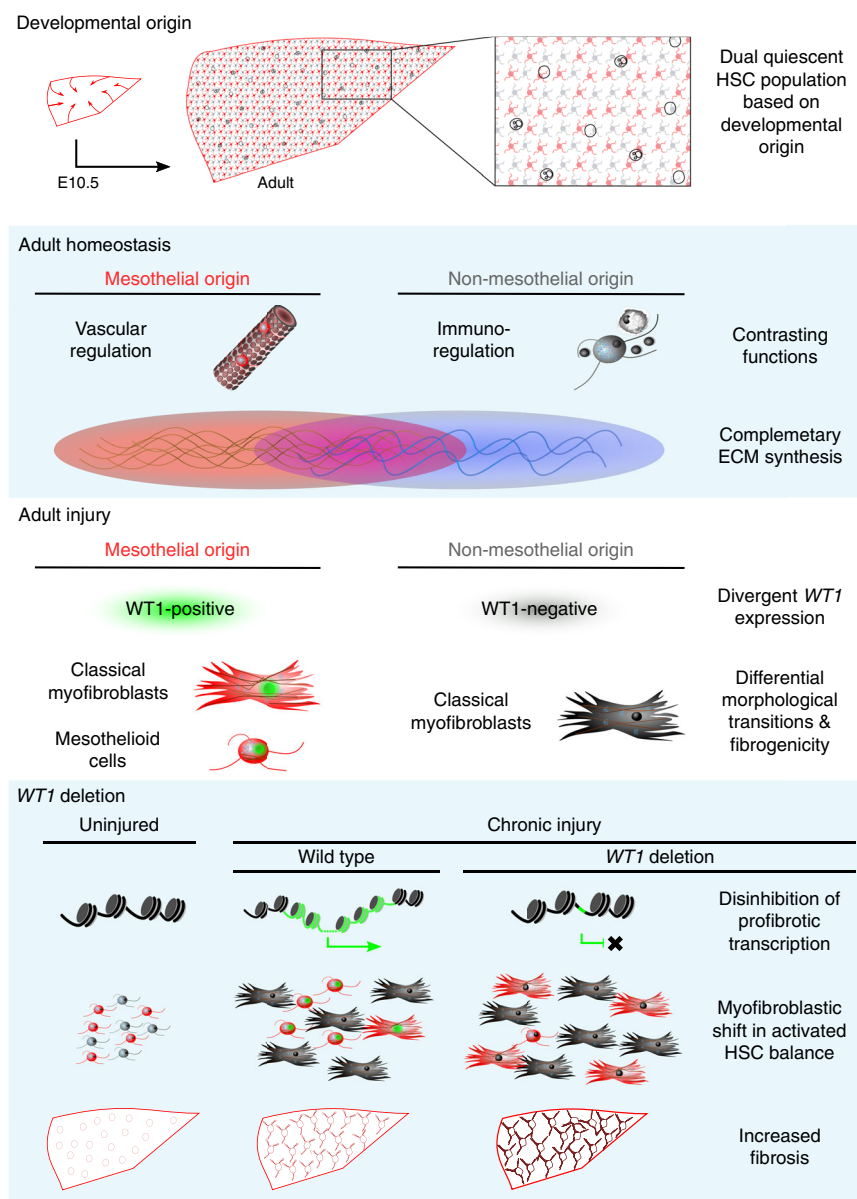 Developmental origin
Dual quiescent
HSC population
based on
developmental
origin
E10.5
Adult
Adult homeostasis
Mesothelial origin
Non-mesothelial origin
Vascular
regulation
Immuno-
regulation
Contrasting
functions
Complemetary
ECM synthesis
Adult injury
Mesothelial origin
Non-mesothelial origin
WT1-positive
WT1-negative
Divergent WT1
expression
Classical
myofibroblasts
Mesothelioid
cells
Classical
myofibroblasts
Differential
morphological
transitions &
fibrogenicity
WT1 deletion
Uninjured
Chronic injury
Wild type
WT1 deletion
Disinhibition of
profibrotic
transcription
Myofibroblastic
shift in activated
HSC balance
Increased
fibrosis